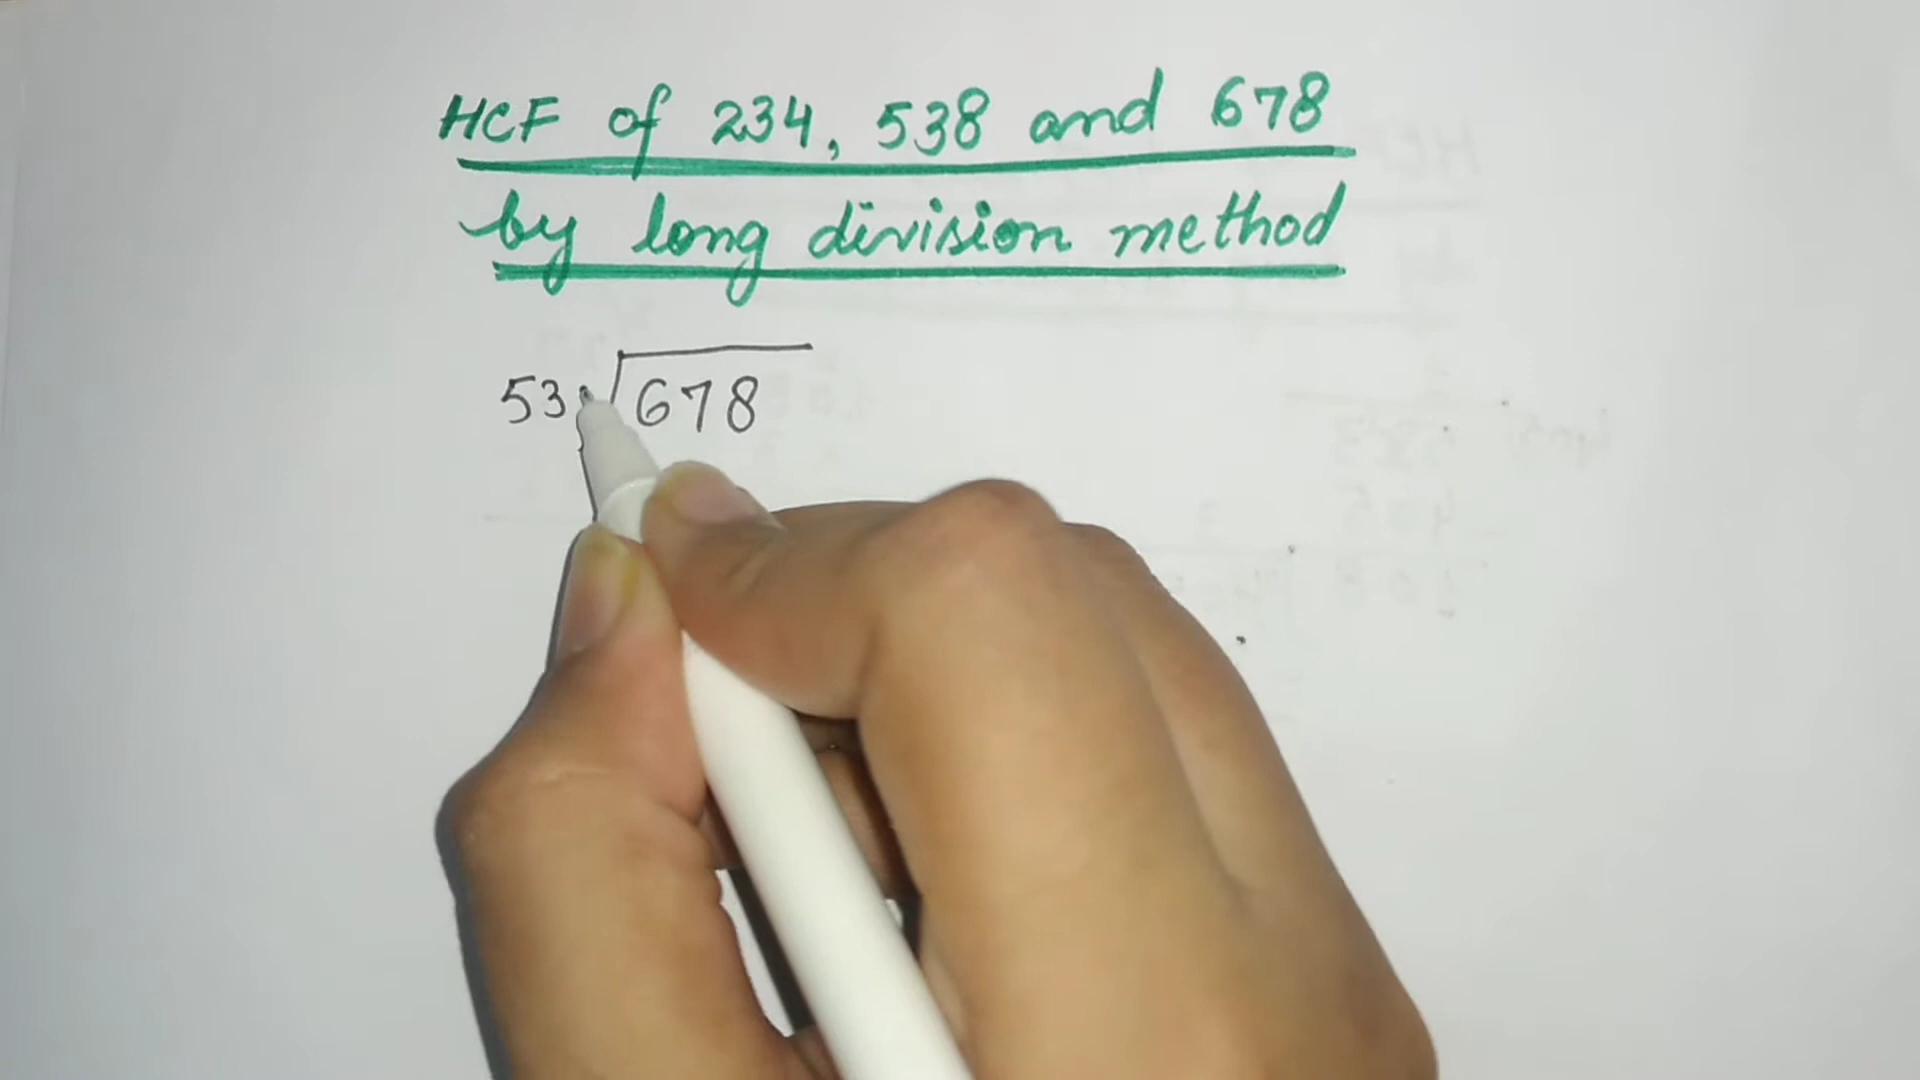 HCF of 234, 538 and 678
by long division method
53 678